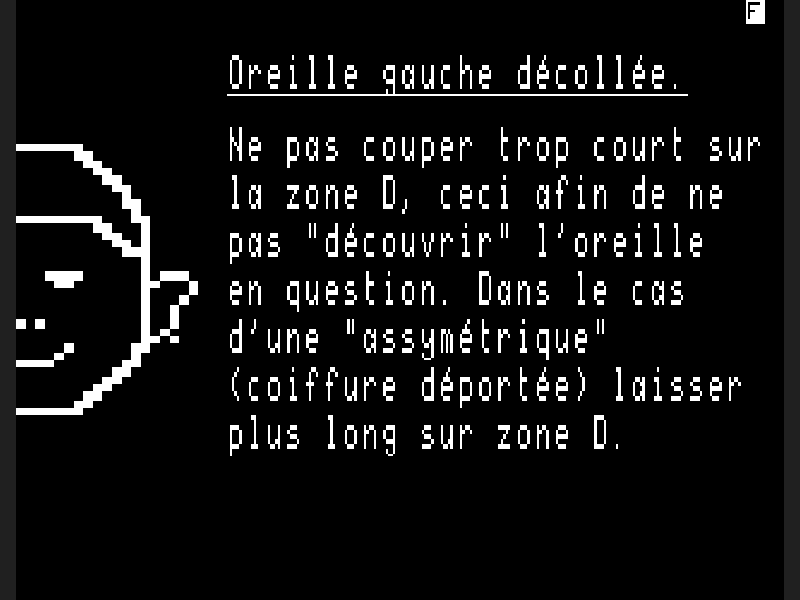 F
Oreille gauche décollée.
Ne pas couper trop court sur
la zone D, ceci afin de ne
pas "découvrir" l'oreille
en question. Dans le cas
d'une "assymétrique"
(coiffure déportée) laisser
plus long sur zone D.